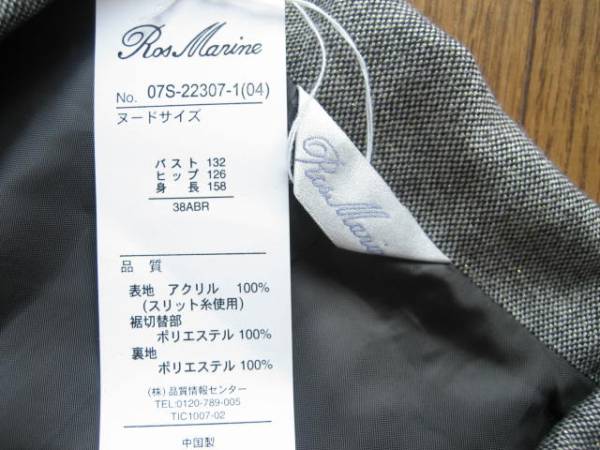 Ros Marine
No. 07S-22307-1(04)
ヌードサイズ
バスト 132
ヒップ 126
身 長 158
38ABR
品 質
表地 アクリル 100%
(スリット糸使用)
裾切替部
ポリエステル 100%
裏地
ポリエステル 100%
(株)品質情報センター
TEL:0120-789-005
TIC1007-02
中国製
Ros Marin